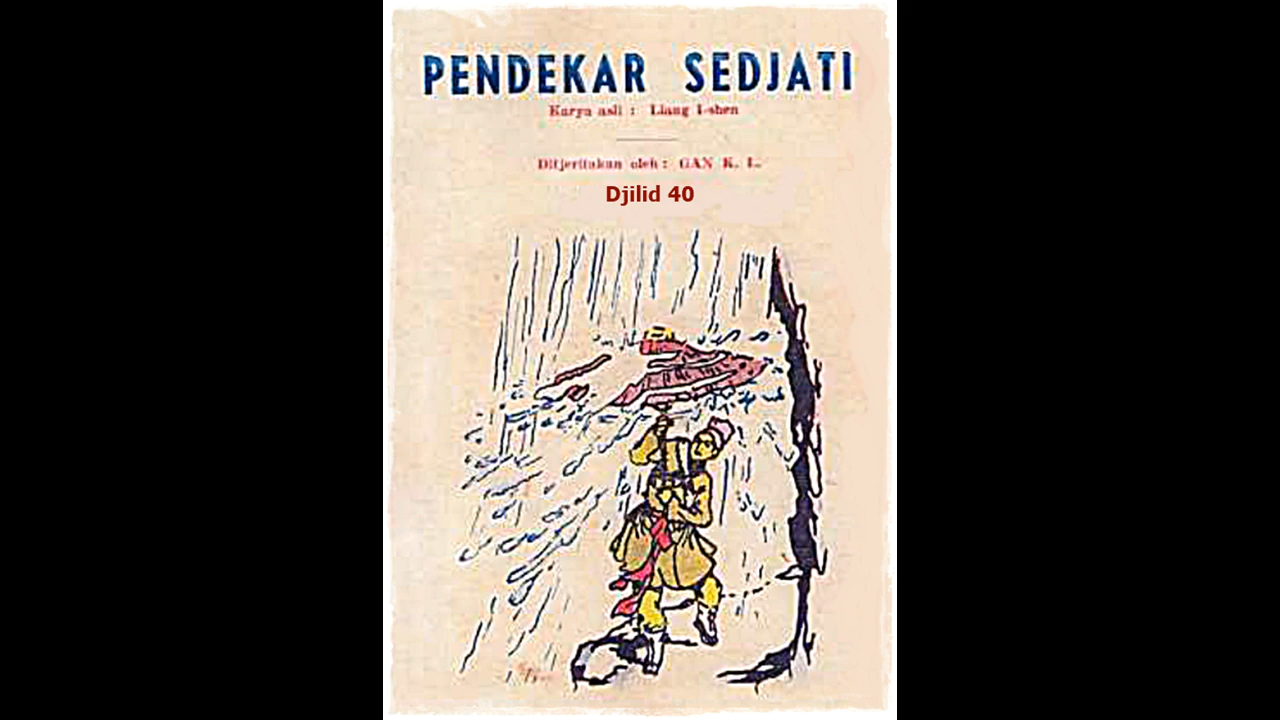 PENDEKAR SEDJATI
Karya asli : Liang I-shen
Ditjeritakan oleh : GAN K. L.
Djilid 40